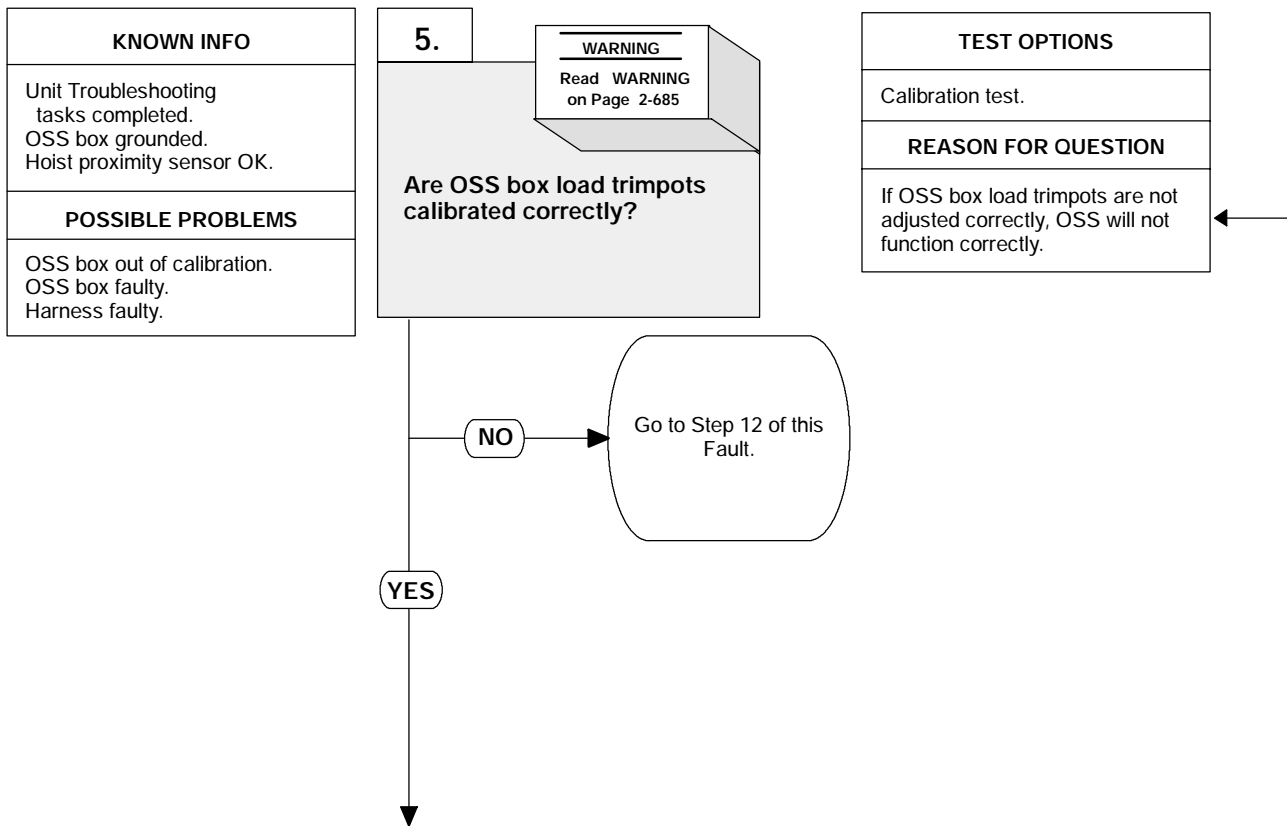 KNOWN INFO
Unit Troubleshooting
tasks completed.
OSS box grounded.
Hoist proximity sensor OK.
POSSIBLE PROBLEMS
OSS box out of calibration.
OSS box faulty.
Harness faulty.
5.
WARNING
Read WARNING
on Page 2-685
Are OSS box load trimpots
calibrated correctly?
TEST OPTIONS
Calibration test.
REASON FOR QUESTION
If OSS box load trimpots are not
adjusted correctly, OSS will not
function correctly.
NO
Go to Step 12 of this
Fault.
YES